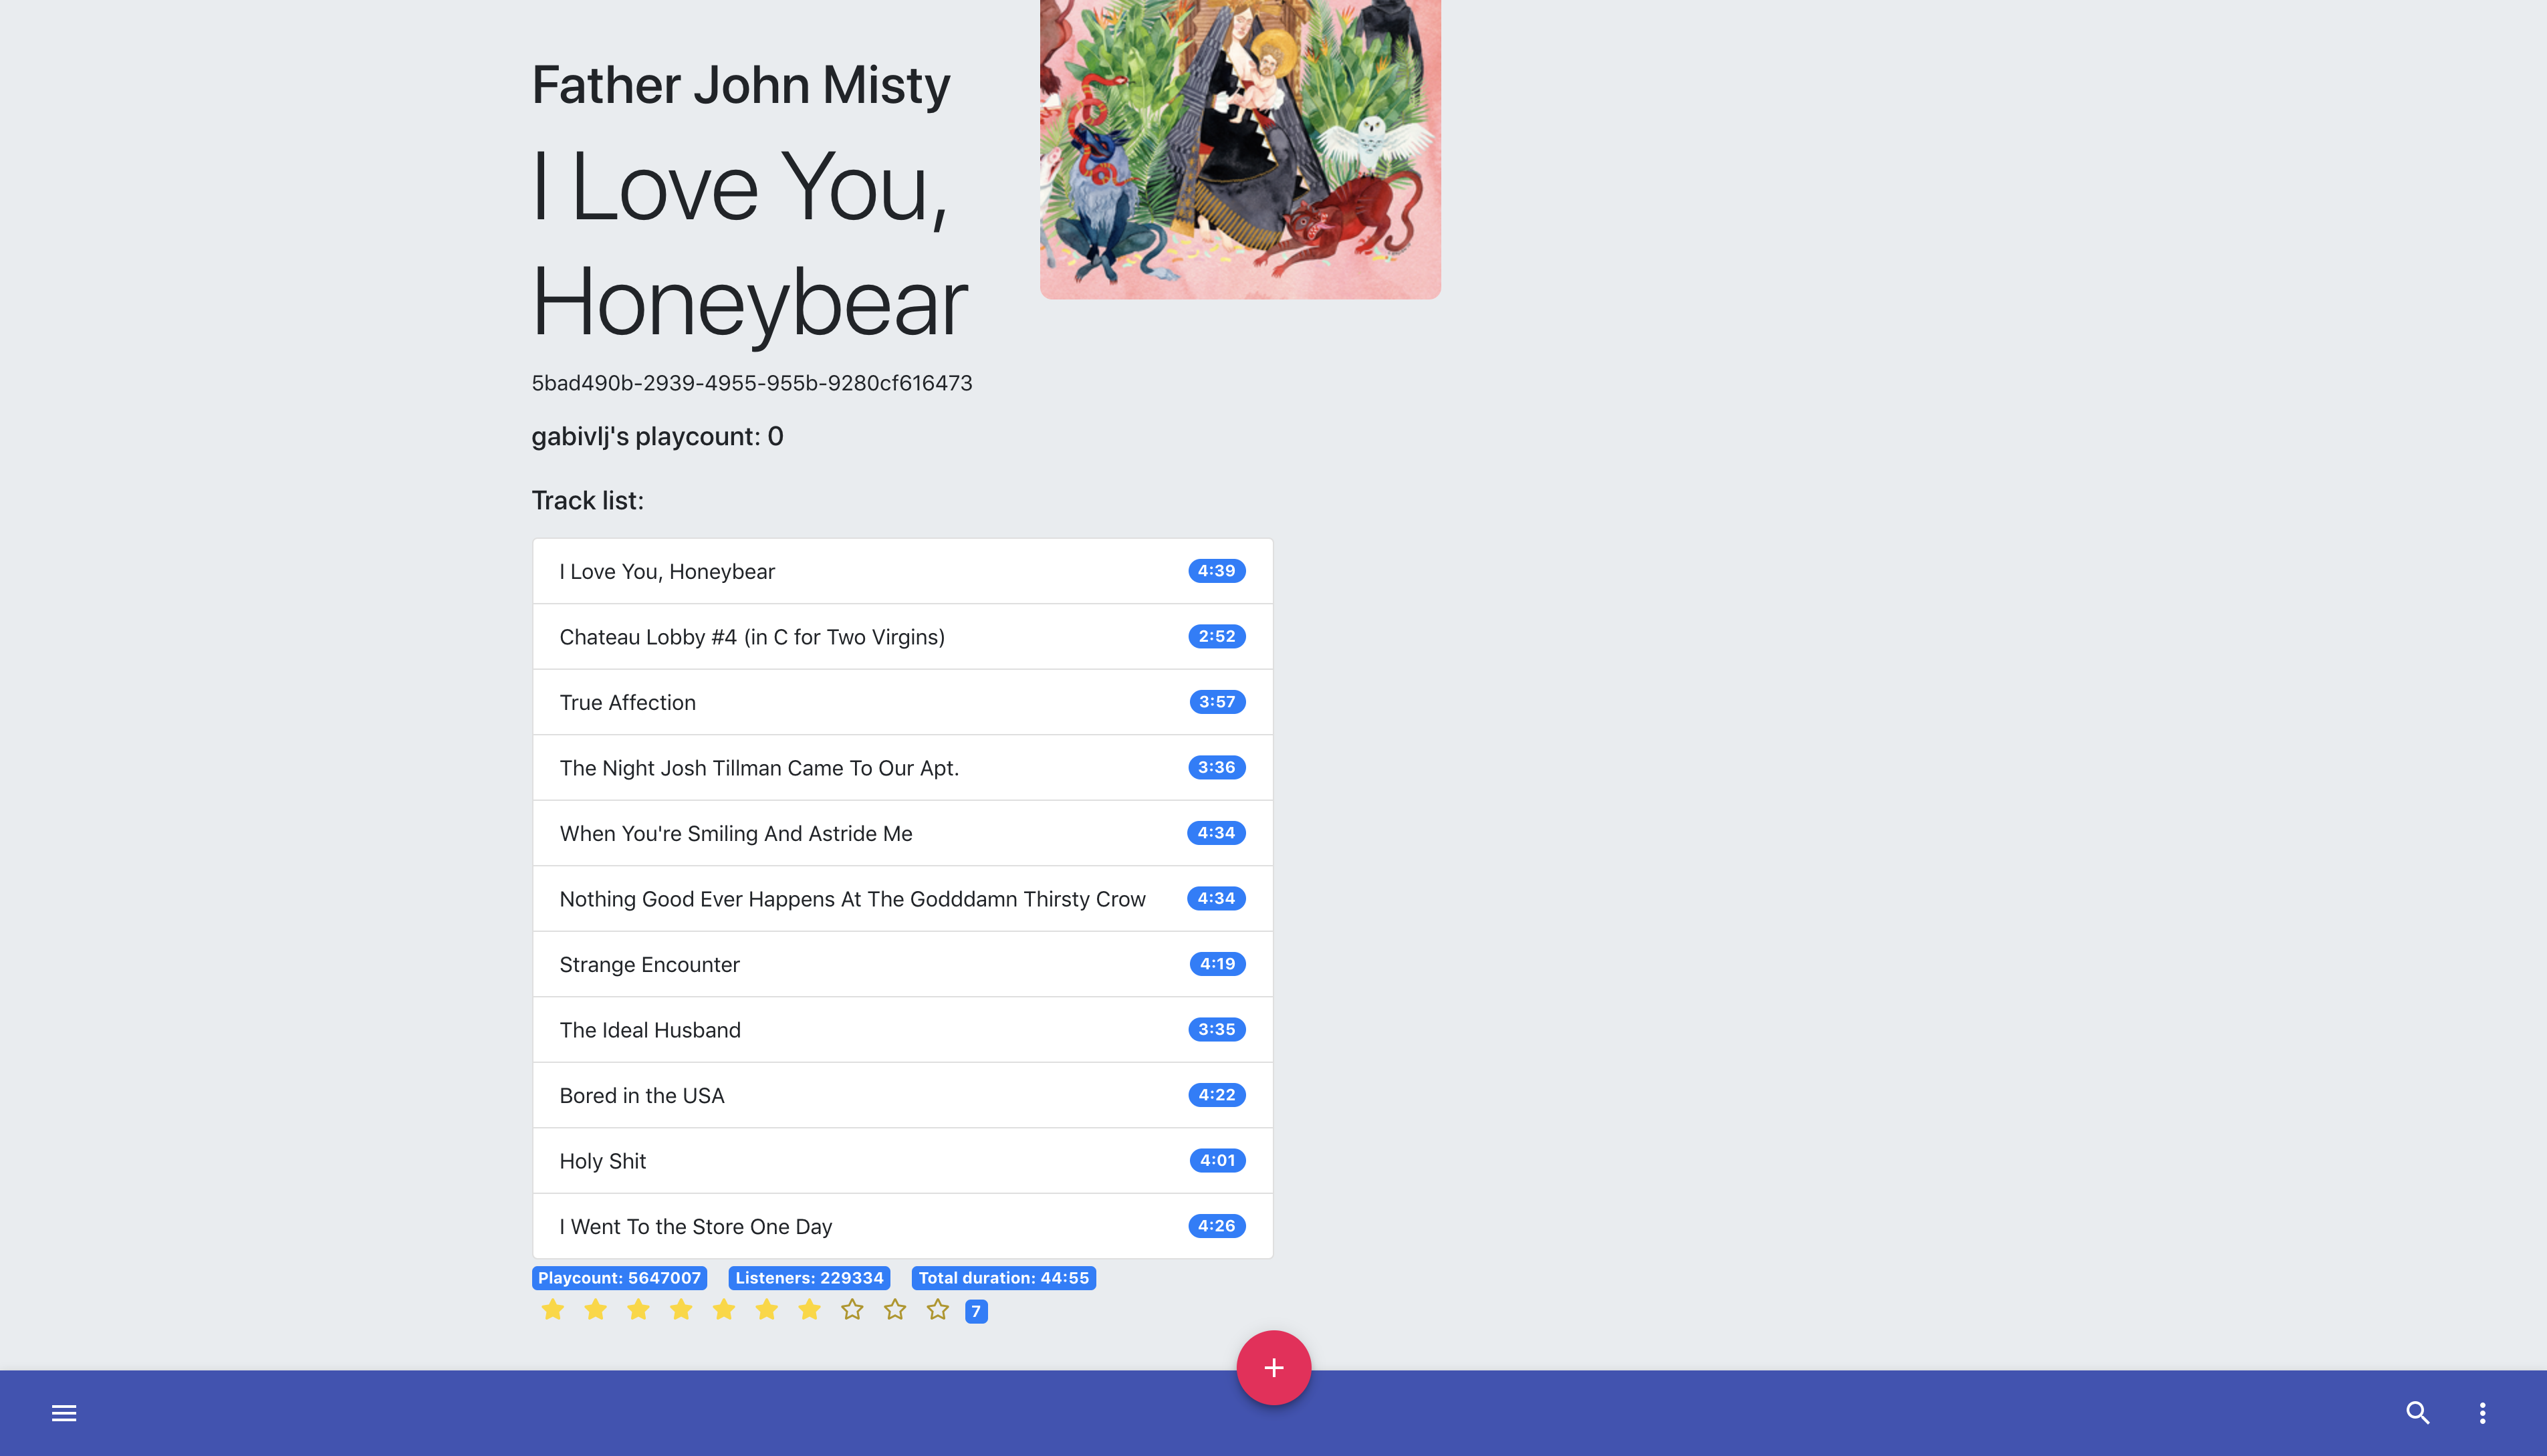 Father John Misty
I Love You,
Honeybear
5bad490b-2939-4955-955b-9280cf616473
gabivlj's playcount: 0
Track list:
I Love You, Honeybear 4:39
Chateau Lobby #4 (in C for Two Virgins) 2:52
True Affection 3:57
The Night Josh Tillman Came To Our Apt. 3:36
When You're Smiling And Astride Me 4:34
Nothing Good Ever Happens At The Godddamn Thirsty Crow 4:34
Strange Encounter 4:19
The Ideal Husband 3:35
Bored in the USA 4:22
Holy Shit 4:01
I Went To the Store One Day 4:26
Playcount: 5647007 Listeners: 229334 Total duration: 44:55
7